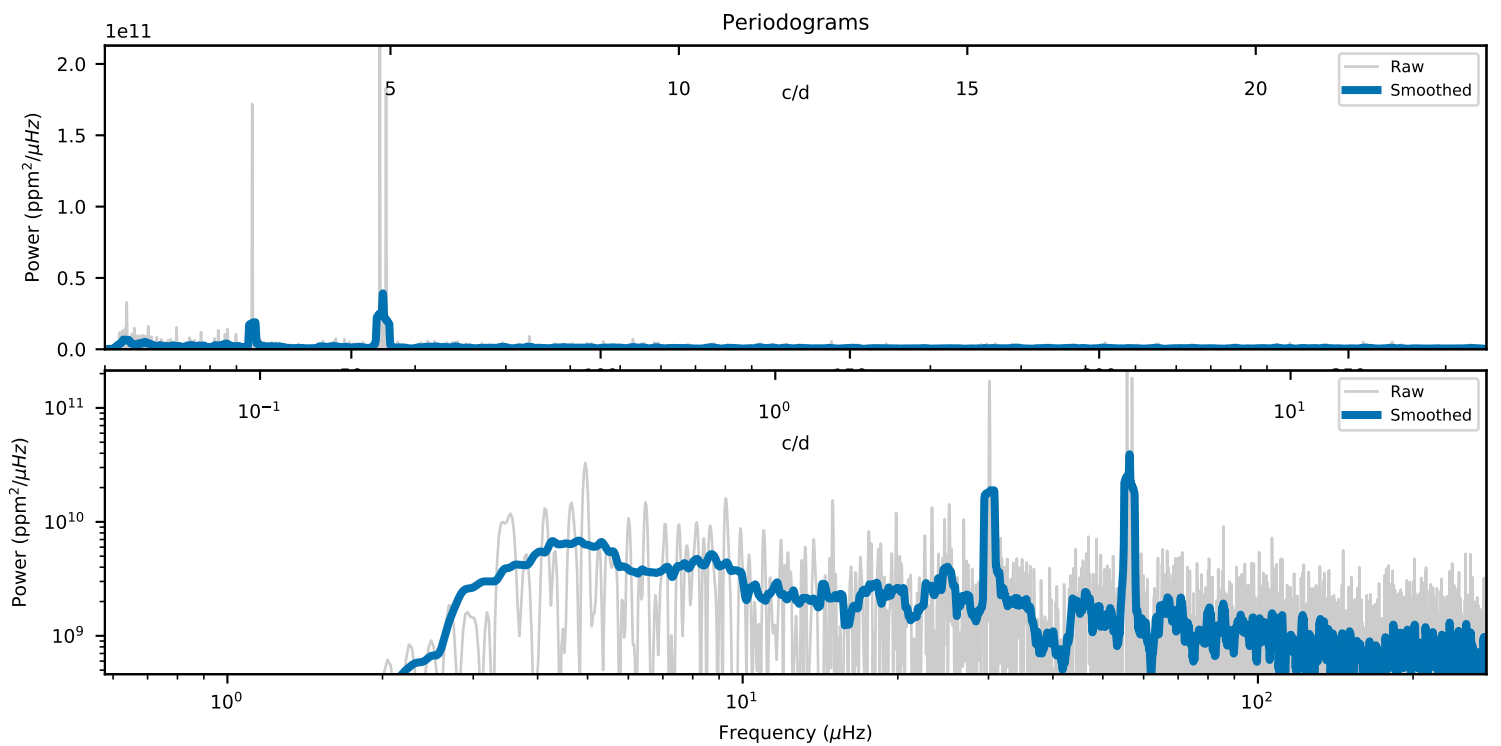 Periodograms
1e11
2.0
1.5
1.0
0.5
0.0
Power (ppm²/μHz)
5 10 15 20
c/d
Raw
Smoothed
10⁻¹ 10⁰ 10¹
c/d
Raw
Smoothed
10¹¹
10¹⁰
10⁹
Power (ppm²/μHz)
10⁰ 10¹ 10²
Frequency (μHz)